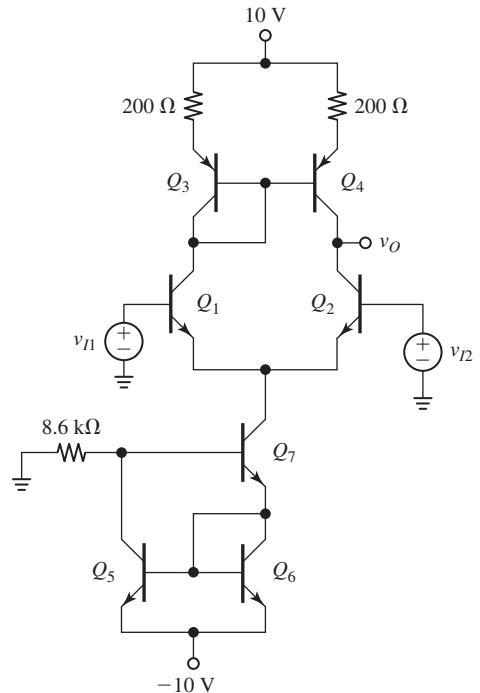 10 V
200 Ω
200 Ω
Q3
Q4
vO
Q1
Q2
vI1
+
−
+
−
vI2
8.6 kΩ
Q7
Q5
Q6
−10 V